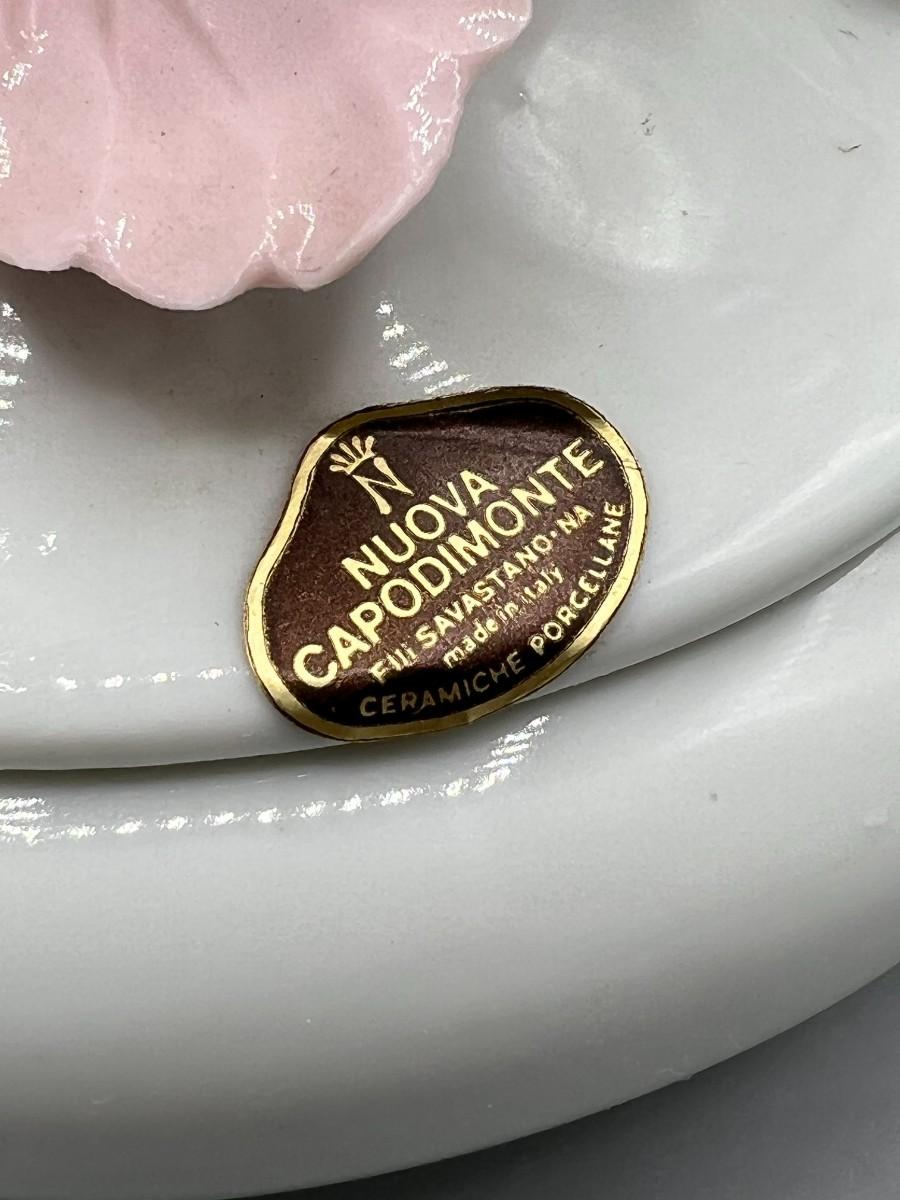 N
NUOVA
CAPODIMONTE
F.lli SAVASTANO·NA
made in Italy
CERAMICHE PORCELLANE